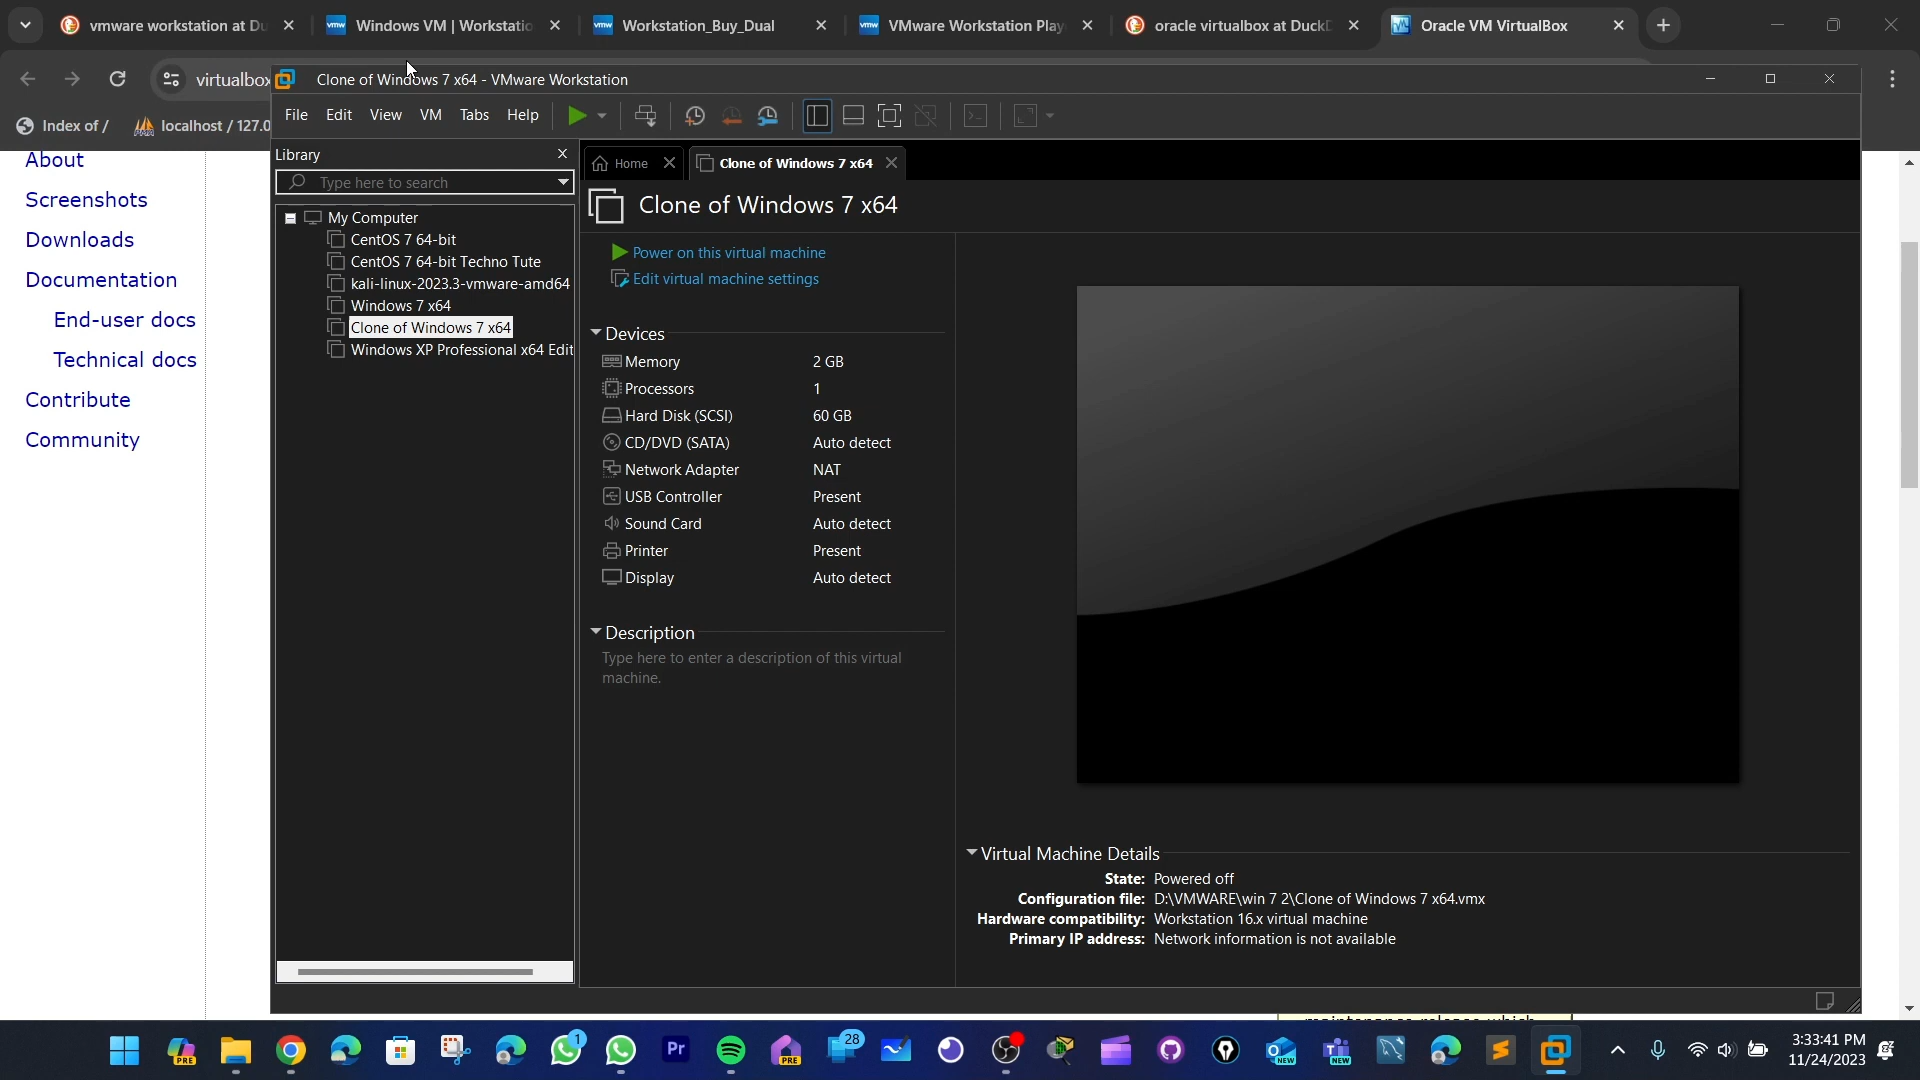 vmware workstation at Du
Windows VM | Workstatio
Workstation_Buy_Dual
VMware Workstation Play
oracle virtualbox at DuckD
Oracle VM VirtualBox
virtualbox
Clone of Windows 7 x64 - VMware Workstation
Index of /
localhost / 127.0
File Edit View VM Tabs Help
Library
Type here to search
My Computer
CentOS 7 64-bit
CentOS 7 64-bit Techno Tute
kali-linux-2023.3-vmware-amd64
Windows 7 x64
Clone of Windows 7 x64
Windows XP Professional x64 Edit
About
Screenshots
Downloads
Documentation
End-user docs
Technical docs
Contribute
Community
Home
Clone of Windows 7 x64
Clone of Windows 7 x64
Power on this virtual machine
Edit virtual machine settings
Devices
Memory 2 GB
Processors 1
Hard Disk (SCSI) 60 GB
CD/DVD (SATA) Auto detect
Network Adapter NAT
USB Controller Present
Sound Card Auto detect
Printer Present
Display Auto detect
Description
Type here to enter a description of this virtual
machine.
Virtual Machine Details
State: Powered off
Configuration file: D:\VMWARE\win 7 2\Clone of Windows 7 x64.vmx
Hardware compatibility: Workstation 16.x virtual machine
Primary IP address: Network information is not available
PRE
1
Pr
PRE
28
NEW
NEW
3:33:41 PM
11/24/2023